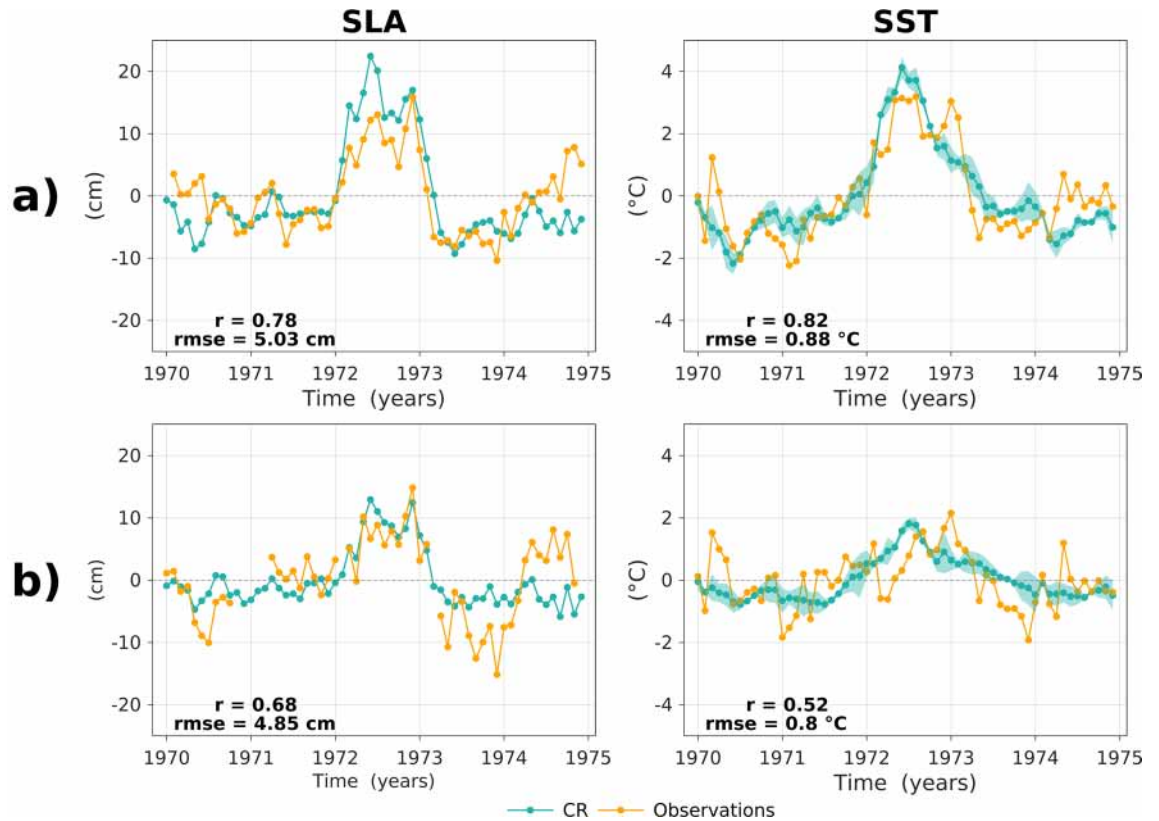 SLA
SST
a)
20
10
0
-10
-20
(cm)
r = 0.78
rmse = 5.03 cm
1970 1971 1972 1973 1974 1975
Time (years)
4
2
0
-2
-4
(°C)
r = 0.82
rmse = 0.88 °C
1970 1971 1972 1973 1974 1975
Time (years)
b)
20
10
0
-10
-20
(cm)
r = 0.68
rmse = 4.85 cm
1970 1971 1972 1973 1974 1975
Time (years)
4
2
0
-2
-4
(°C)
r = 0.52
rmse = 0.8 °C
1970 1971 1972 1973 1974 1975
Time (years)
CR Observations